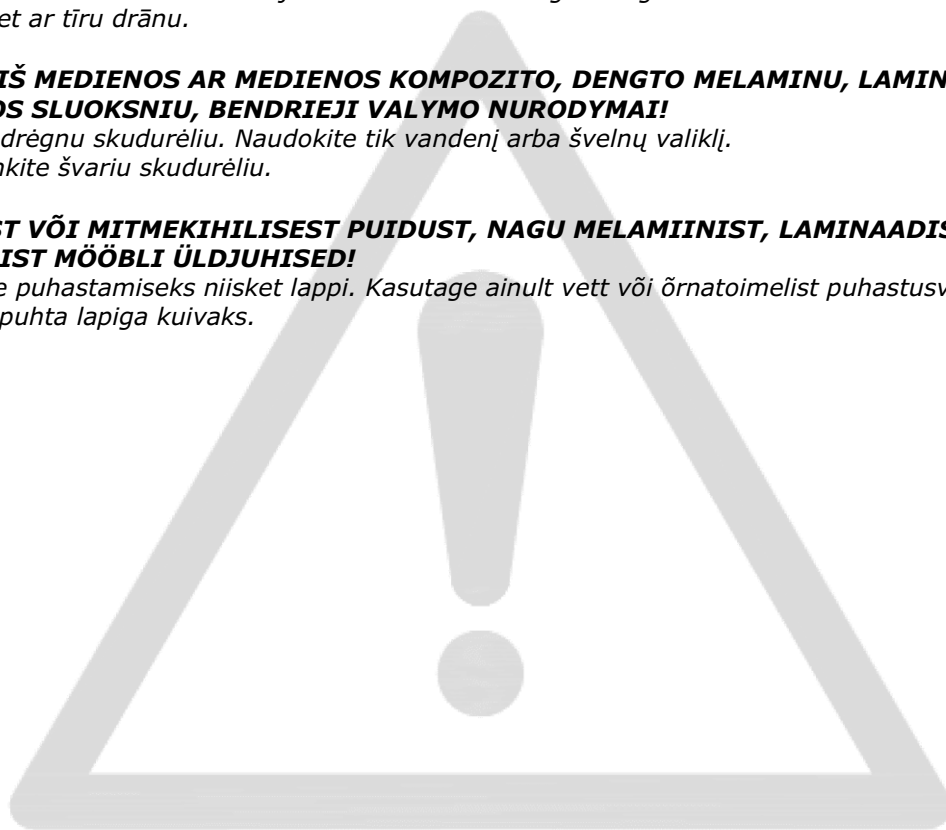 et ar tīru drānu.
IŠ MEDIENOS AR MEDIENOS KOMPOZITO, DENGTO MELAMINU, LAMIN
OS SLUOKSNIU, BENDRIEJI VALYMO NURODYMAI!
drėgnu skudurėliu. Naudokite tik vandenį arba švelnų valiklį.
nkite švariu skudurėliu.
ST VÕI MITMEKIHILISEST PUIDUST, NAGU MELAMIINIST, LAMINAADIS
IST MÖÖBLI ÜLDJUHISED!
e puhastamiseks niisket lappi. Kasutage ainult vett või õrnatoimelist puhastusv
puhta lapiga kuivaks.